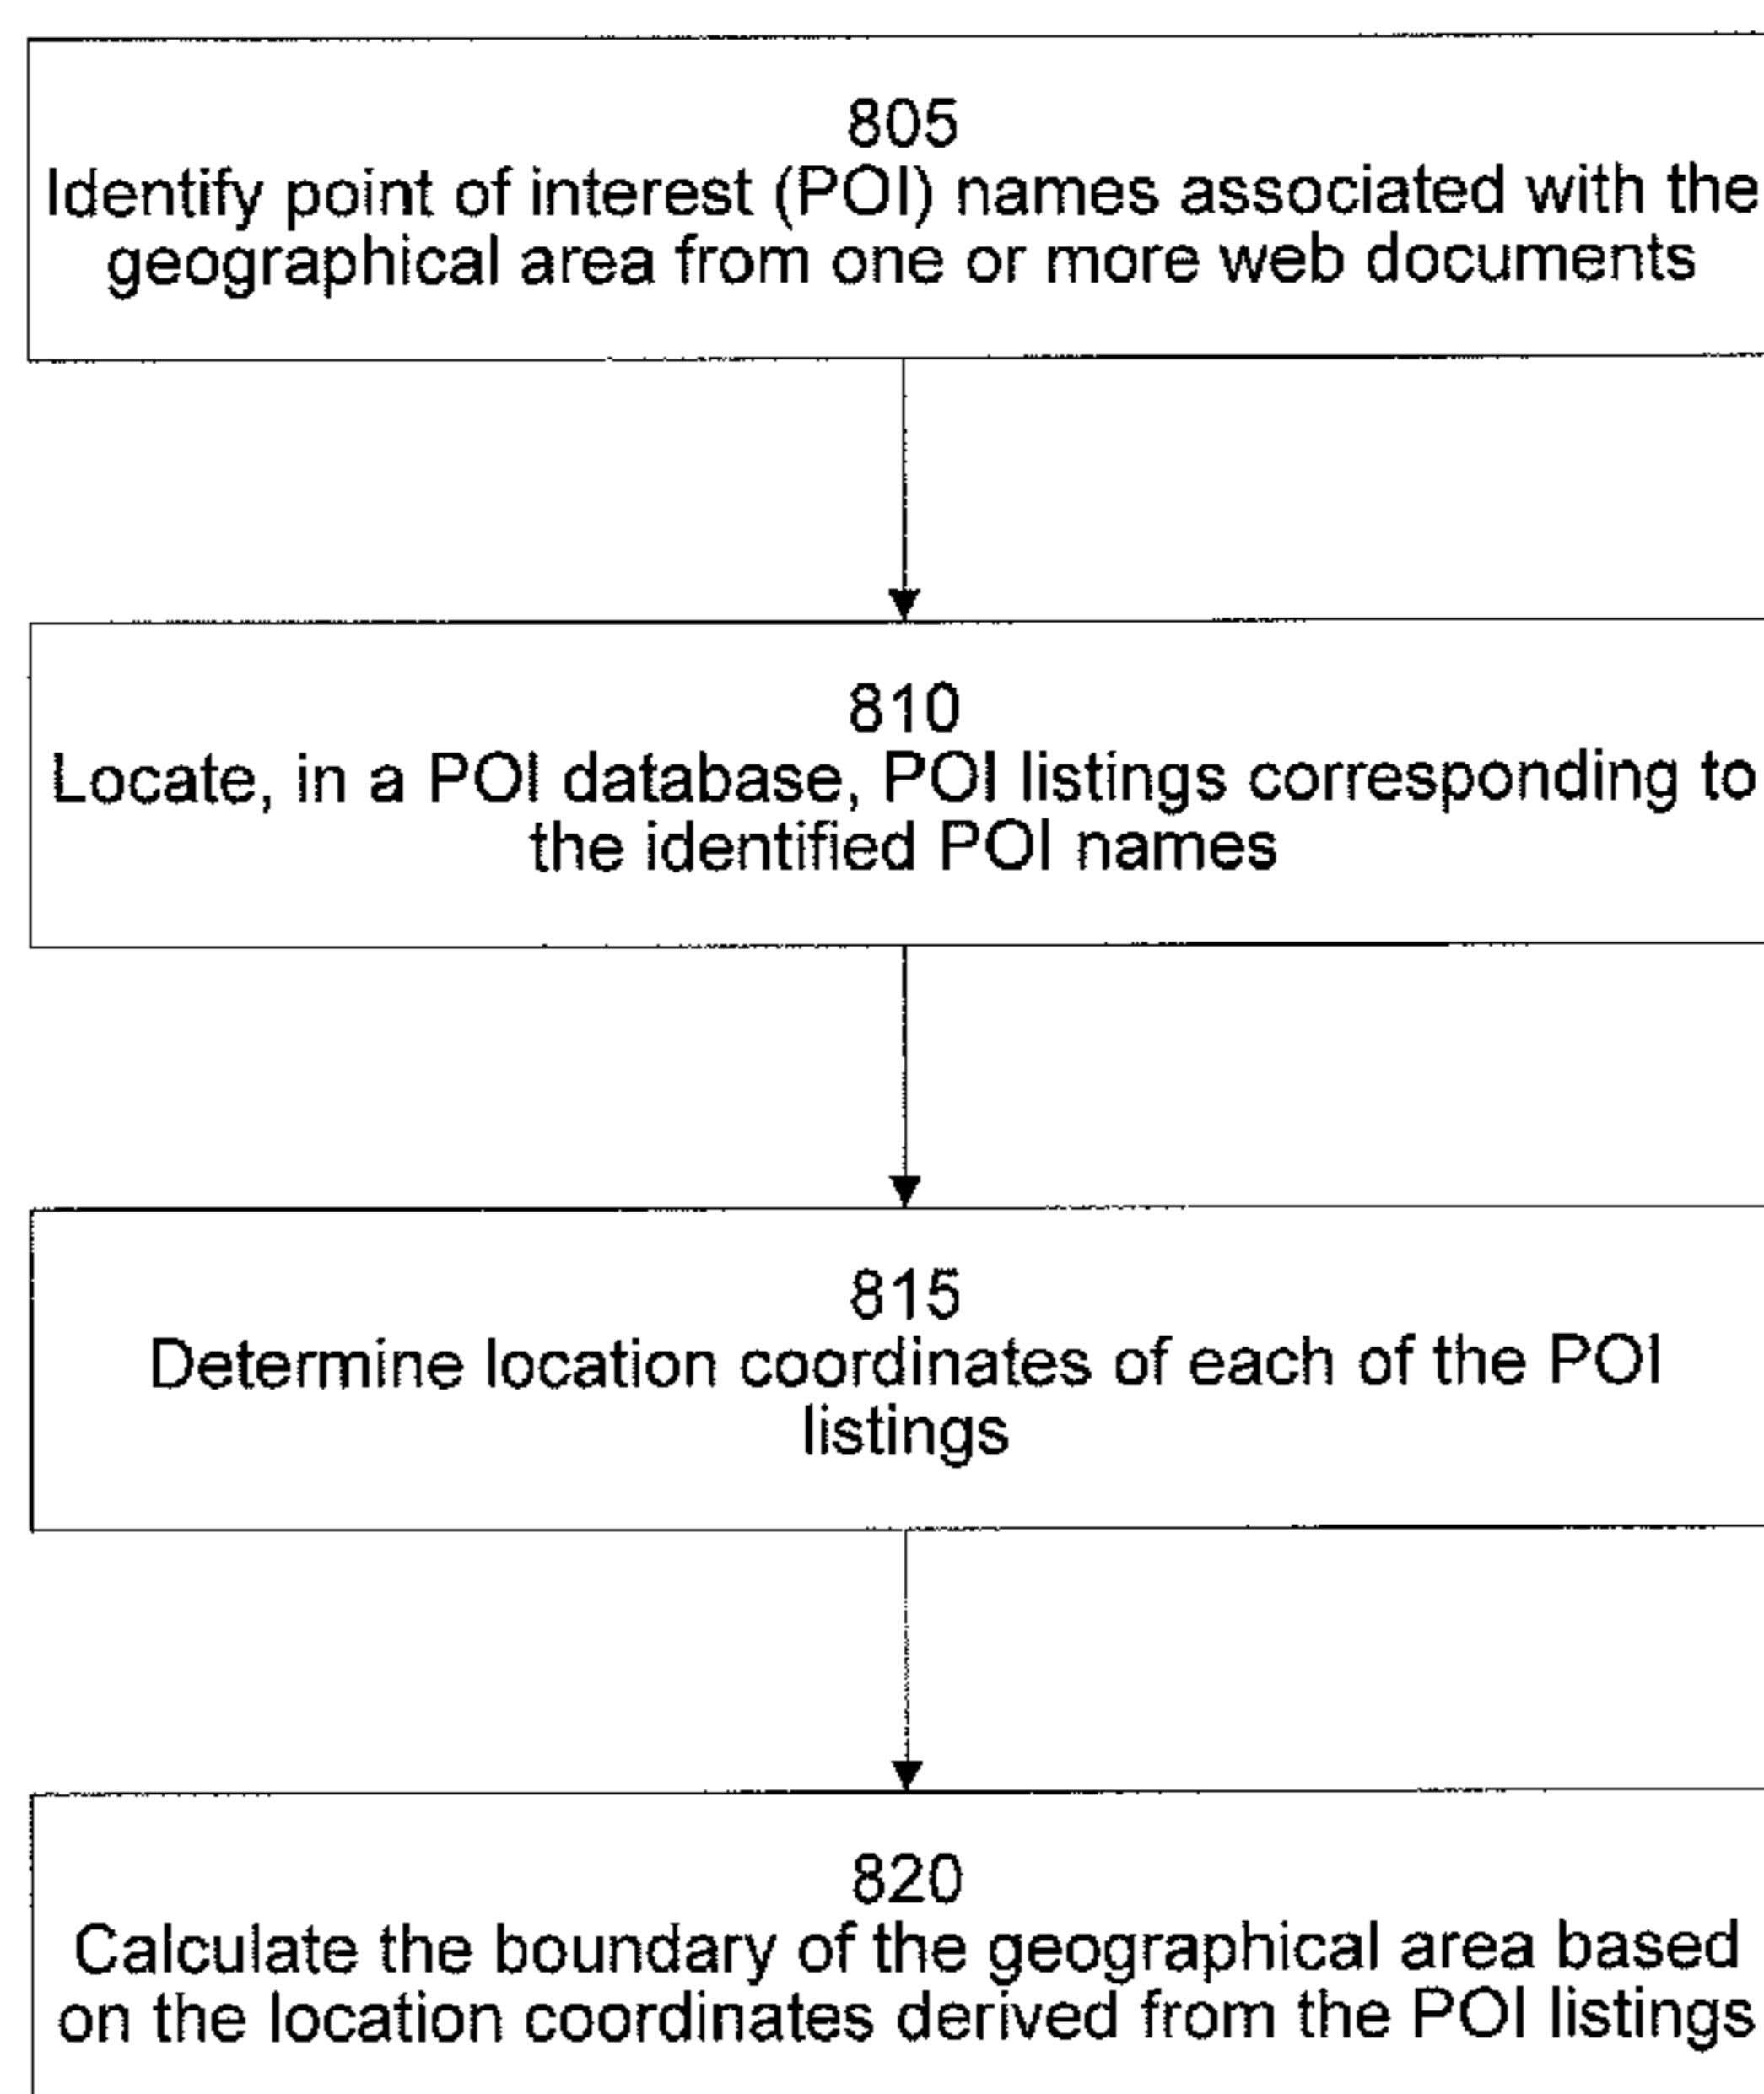 805
Identify point of interest (POI) names associated with the
geographical area from one or more web documents
810
Locate, in a POI database, POI listings corresponding to
the identified POI names
815
Determine location coordinates of each of the POI
listings
820
Calculate the boundary of the geographical area based
on the location coordinates derived from the POI listings